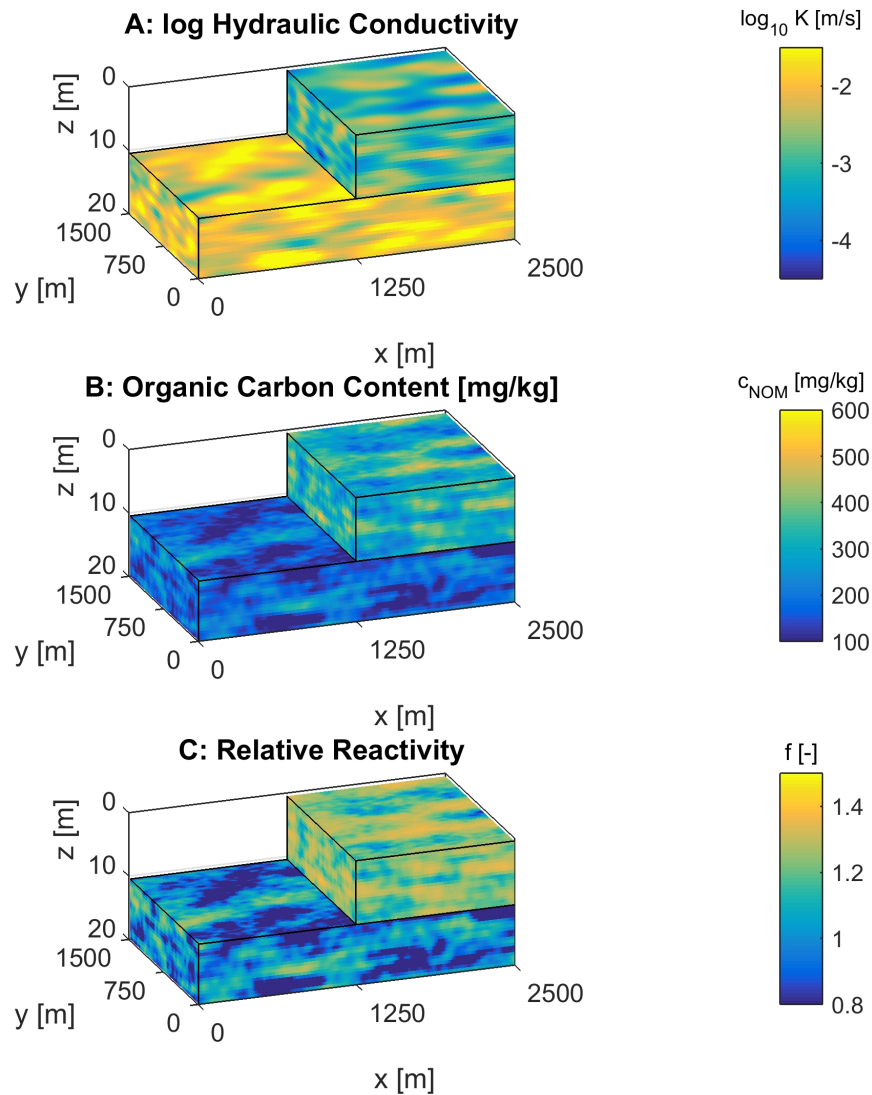 A: log Hydraulic Conductivity
log10 K [m/s]
0
10
20
z [m]
1500
750
0
y [m]
0
1250
2500
x [m]
-2
-3
-4
B: Organic Carbon Content [mg/kg]
cNOM [mg/kg]
0
10
20
z [m]
1500
750
0
y [m]
0
1250
2500
x [m]
600
500
400
300
200
100
C: Relative Reactivity
f [-]
0
10
20
z [m]
1500
750
0
y [m]
0
1250
2500
x [m]
1.4
1.2
1
0.8